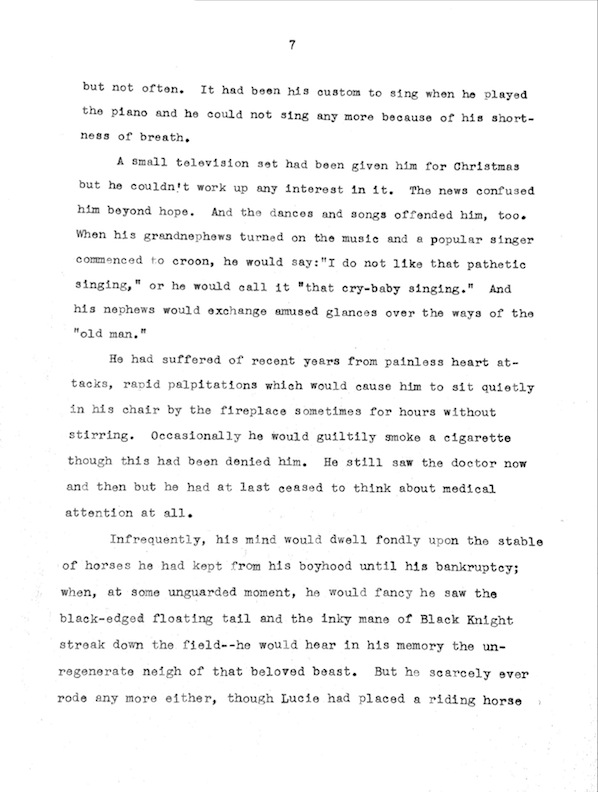 7
but not often. It had been his custom to sing when he played
the piano and he could not sing any more because of his short-
ness of breath.
A small television set had been given him for Christmas
but he couldn't work up any interest in it. The news confused
him beyond hope. And the dances and songs offended him, too.
When his grandnephews turned on the music and a popular singer
commenced to croon, he would say:"I do not like that pathetic
singing," or he would call it "that cry-baby singing." And
his nephews would exchange amused glances over the ways of the
"old man."
He had suffered of recent years from painless heart at-
tacks, rapid palpitations which would cause him to sit quietly
in his chair by the fireplace sometimes for hours without
stirring. Occasionally he would guiltily smoke a cigarette
though this had been denied him. He still saw the doctor now
and then but he had at last ceased to think about medical
attention at all.
Infrequently, his mind would dwell fondly upon the stable
of horses he had kept from his boyhood until his bankruptcy;
when, at some unguarded moment, he would fancy he saw the
black-edged floating tail and the inky mane of Black Knight
streak down the field--he would hear in his memory the un-
regenerate neigh of that beloved beast. But he scarcely ever
rode any more either, though Lucie had placed a riding horse